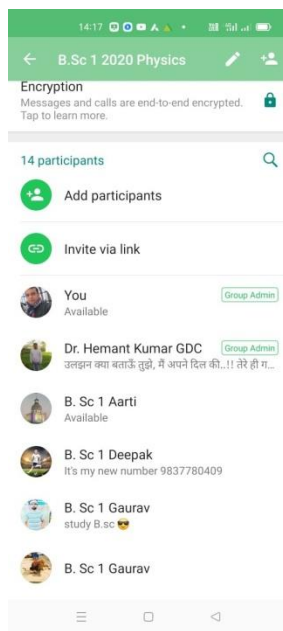 14:17
B.Sc 1 2020 Physics
Encryption
Messages and calls are end-to-end encrypted.
Tap to learn more.
14 participants
Add participants
Invite via link
You
Group Admin
Available
Dr. Hemant Kumar GDC
Group Admin
उलझन क्या बताऊँ तुझे, मैं अपने दिल की..!! तेरे ही ग...
B. Sc 1 Aarti
Available
B. Sc 1 Deepak
It's my new number 9837780409
B. Sc 1 Gaurav
study B.sc 😎
B. Sc 1 Gaurav